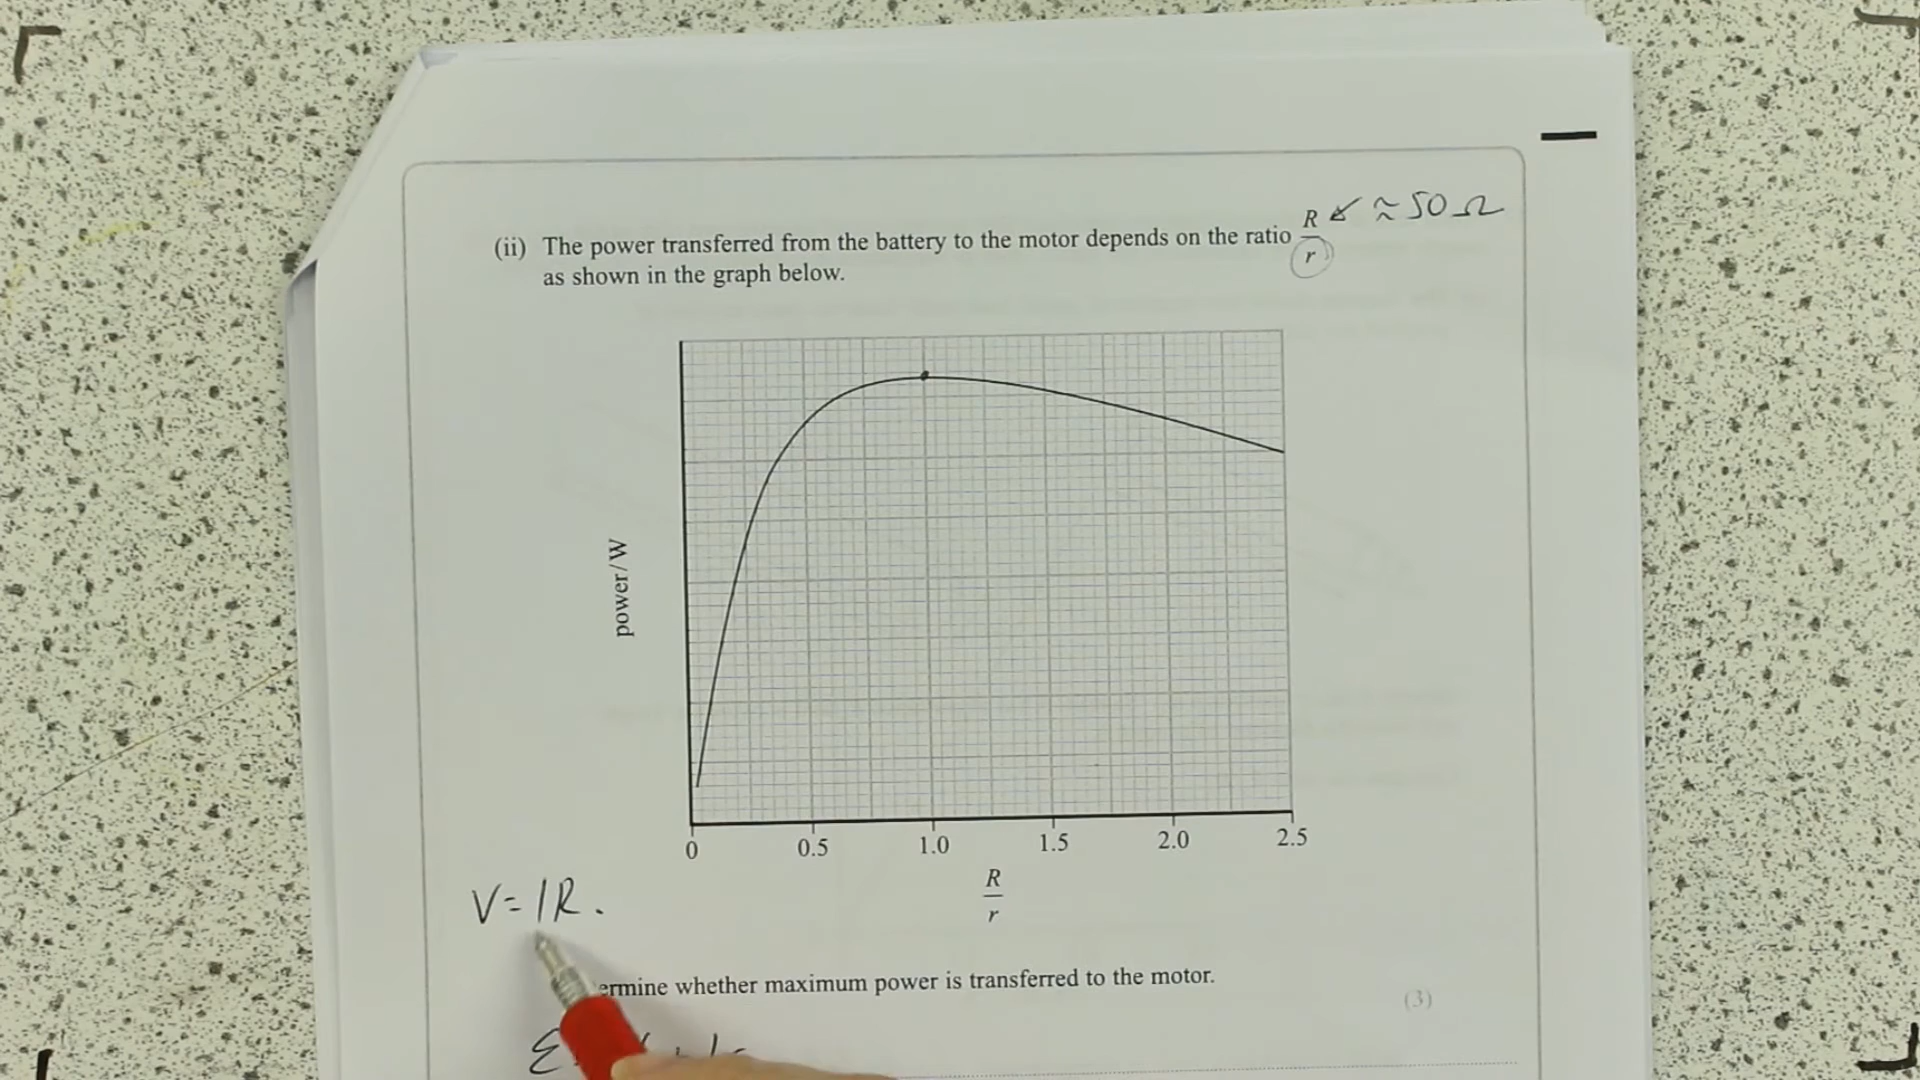 R ↙ ≈ 50 Ω
(ii) The power transferred from the battery to the motor depends on the ratio R/r
as shown in the graph below.
power/W
0 0.5 1.0 1.5 2.0 2.5
R/r
V=IR.
ermine whether maximum power is transferred to the motor.
(3)